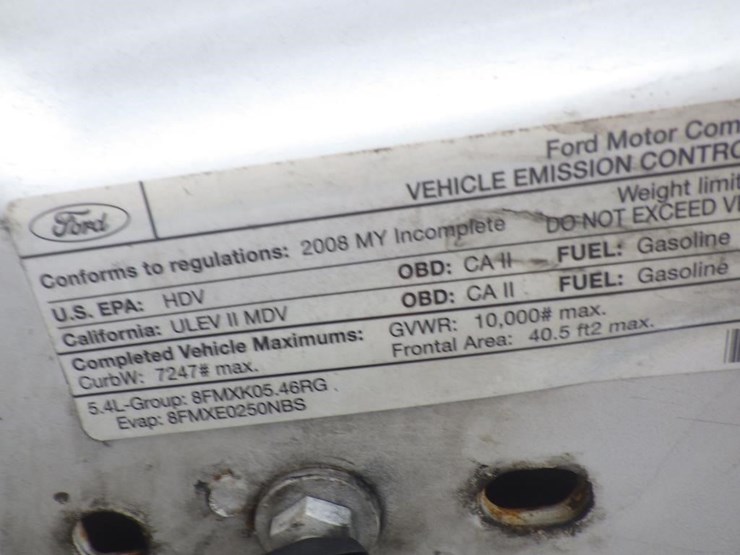 Ford
Ford Motor Com
VEHICLE EMISSION CONTRO
Conforms to regulations: 2008 MY Incomplete
Weight limit
DO NOT EXCEED
U.S. EPA: HDV OBD: CA II FUEL: Gasoline
California: ULEV II MDV OBD: CA II FUEL: Gasoline
Completed Vehicle Maximums: GVWR: 10,000# max.
CurbW: 7247# max. Frontal Area: 40.5 ft2 max.
5.4L-Group: 8FMXK05.46RG
Evap: 8FMXE0250NBS